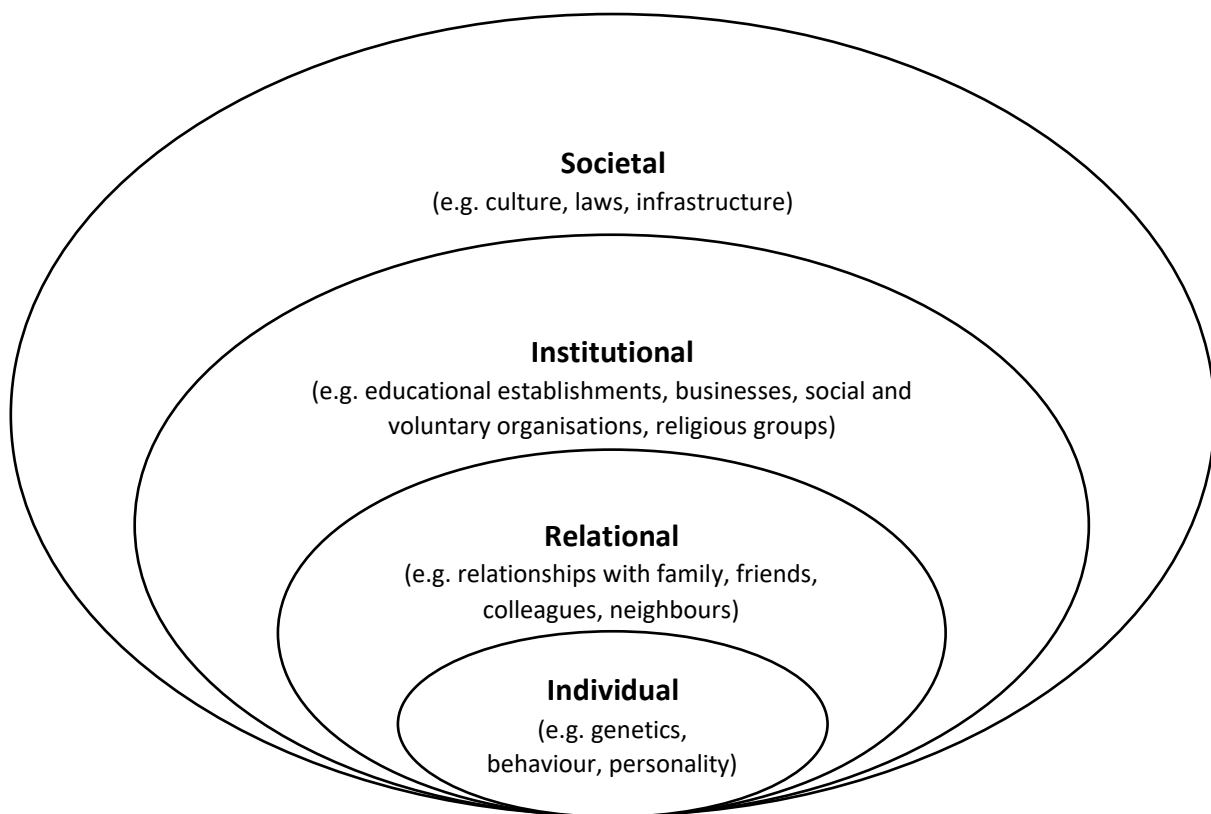 Societal
(e.g. culture, laws, infrastructure)
Institutional
(e.g. educational establishments, businesses, social and
voluntary organisations, religious groups)
Relational
(e.g. relationships with family, friends,
colleagues, neighbours)
Individual
(e.g. genetics,
behaviour, personality)